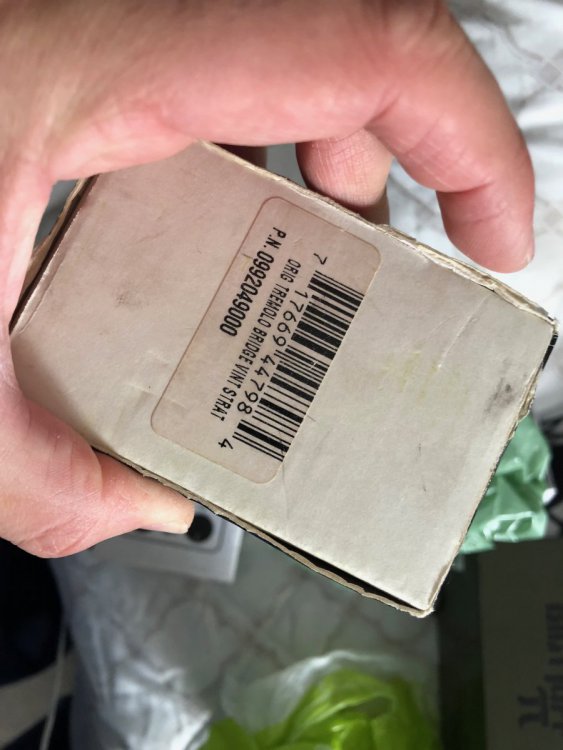 7 17669 44798 4
ORIG TREMOLO BRIDGE VINT STRAT
P.N. 0992049000